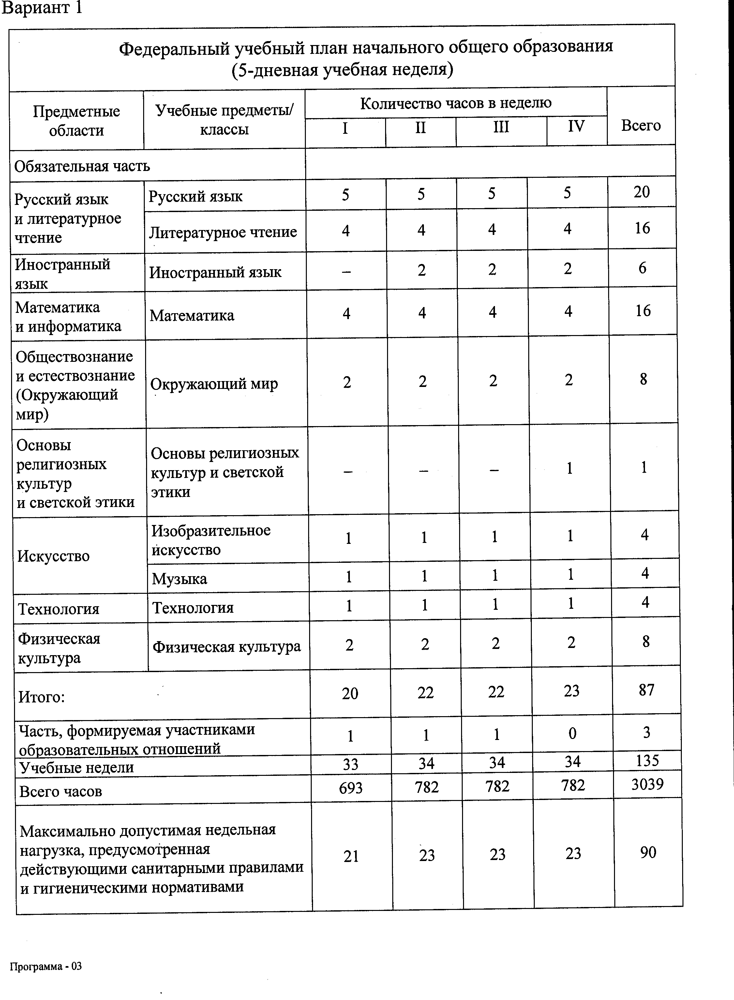 Вариант 1
Федеральный учебный план начального общего образования
(5-дневная учебная неделя)
Предметные
области
Учебные предметы/
классы
Количество часов в неделю
I II III IV
Всего
Обязательная часть
Русский язык
и литературное
чтение
Русский язык 5 5 5 5 20
Литературное чтение 4 4 4 4 16
Иностранный
язык
Иностранный язык – 2 2 2 6
Математика
и информатика
Математика 4 4 4 4 16
Обществознание
и естествознание
(Окружающий
мир)
Окружающий мир 2 2 2 2 8
Основы
религиозных
культур
и светской этики
Основы религиозных
культур и светской
этики
– – – 1 1
Искусство
Изобразительное
искусство
1 1 1 1 4
Музыка 1 1 1 1 4
Технология Технология 1 1 1 1 4
Физическая
культура
Физическая культура 2 2 2 2 8
Итого: 20 22 22 23 87
Часть, формируемая участниками
образовательных отношений
1 1 1 0 3
Учебные недели 33 34 34 34 135
Всего часов 693 782 782 782 3039
Максимально допустимая недельная
нагрузка, предусмотренная
действующими санитарными правилами
и гигиеническими нормативами
21 23 23 23 90
Программа - 03